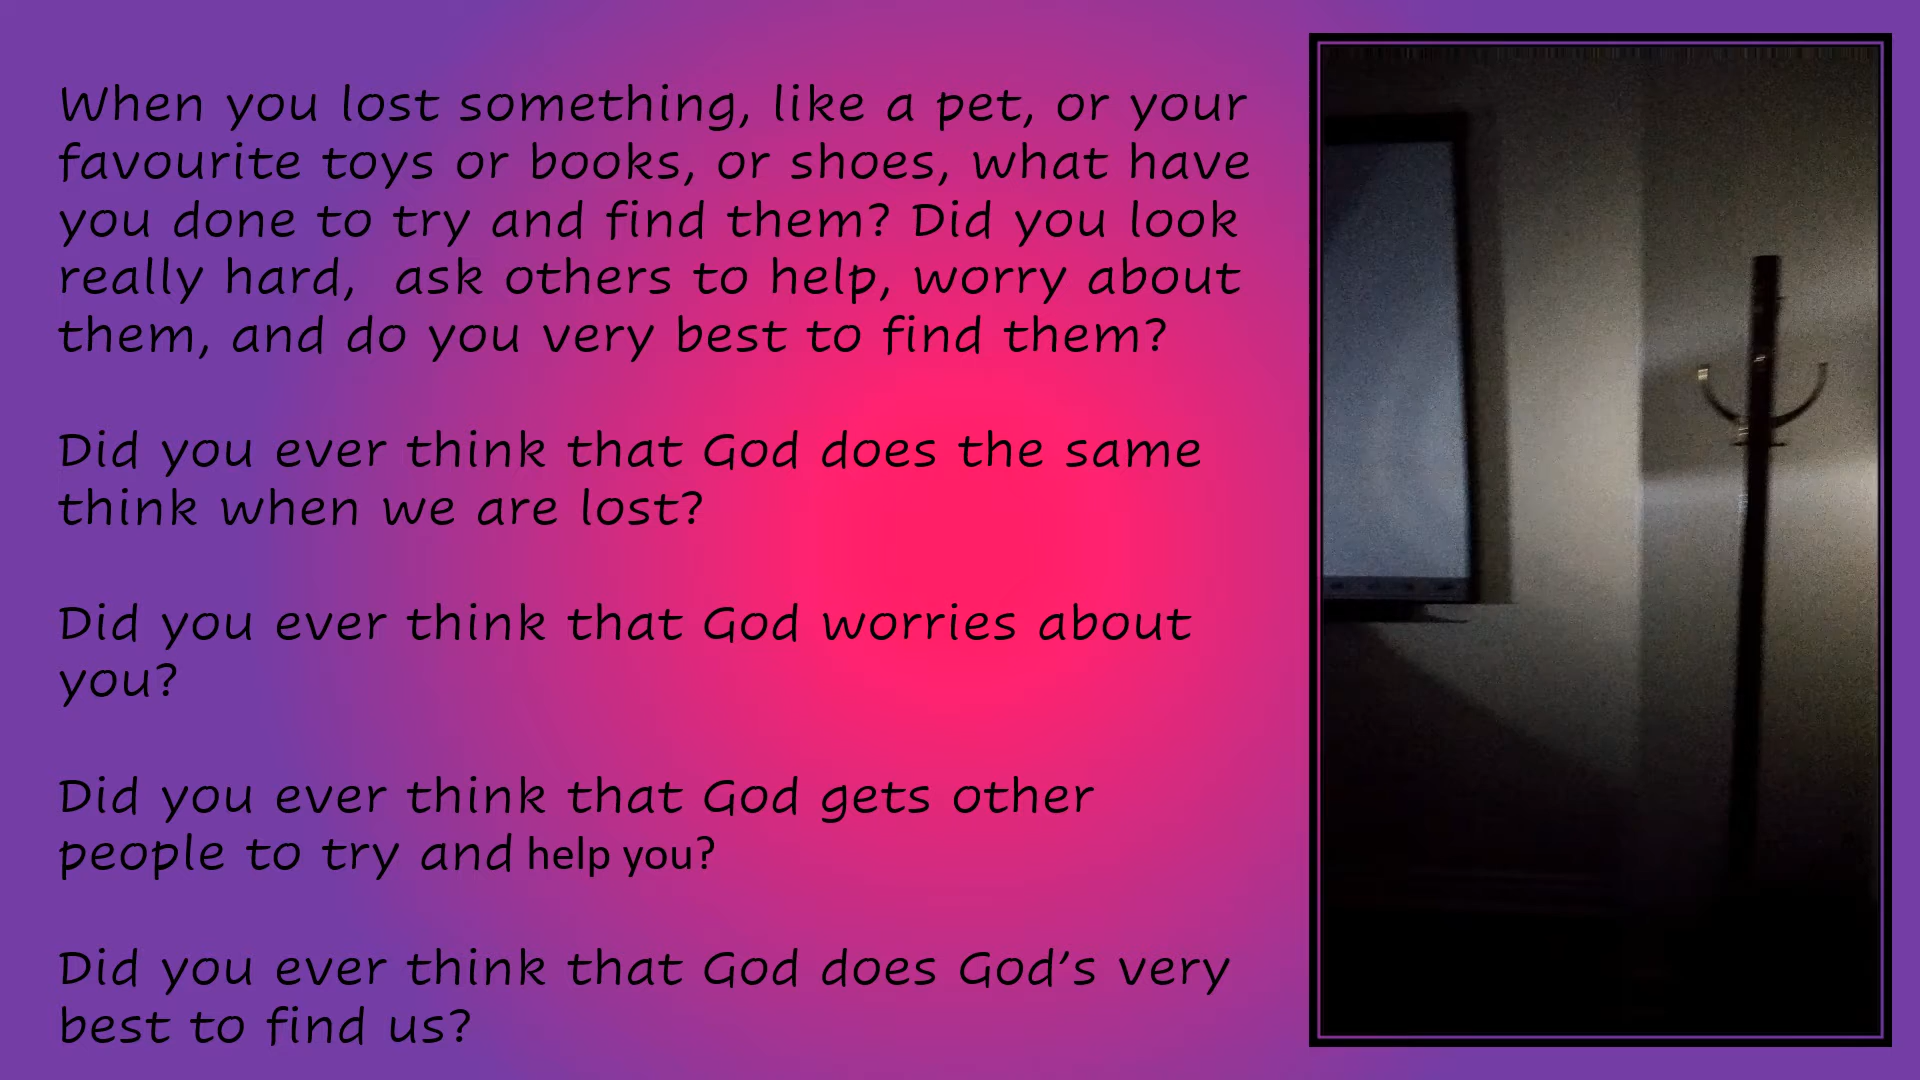 When you lost something, like a pet, or your
favourite toys or books, or shoes, what have
you done to try and find them? Did you look
really hard,  ask others to help, worry about
them, and do you very best to find them?
Did you ever think that God does the same
think when we are lost?
Did you ever think that God worries about
you?
Did you ever think that God gets other
people to try and help you?
Did you ever think that God does God’s very
best to find us?